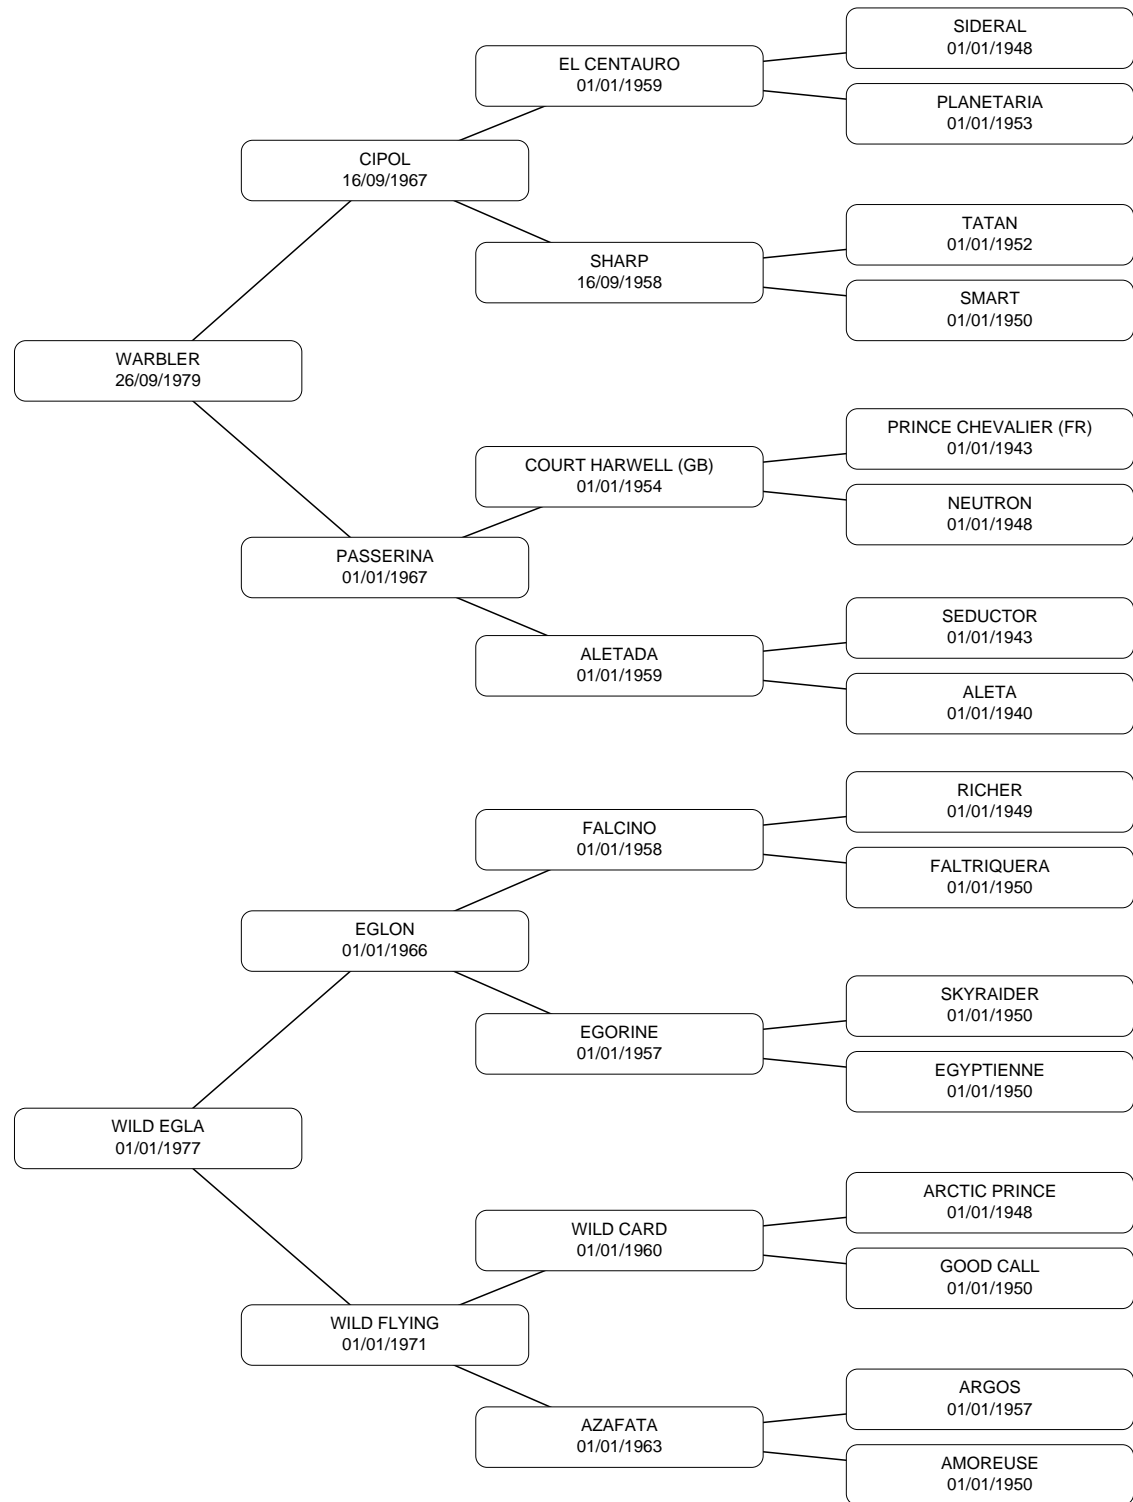 SIDERAL
01/01/1948
EL CENTAURO
01/01/1959
PLANETARIA
01/01/1953
CIPOL
16/09/1967
TATAN
01/01/1952
SHARP
16/09/1958
SMART
01/01/1950
WARBLER
26/09/1979
PRINCE CHEVALIER (FR)
01/01/1943
COURT HARWELL (GB)
01/01/1954
NEUTRON
01/01/1948
PASSERINA
01/01/1967
SEDUCTOR
01/01/1943
ALETADA
01/01/1959
ALETA
01/01/1940
RICHER
01/01/1949
FALCINO
01/01/1958
FALTRIQUERA
01/01/1950
EGLON
01/01/1966
SKYRAIDER
01/01/1950
EGORINE
01/01/1957
EGYPTIENNE
01/01/1950
WILD EGLA
01/01/1977
ARCTIC PRINCE
01/01/1948
WILD CARD
01/01/1960
GOOD CALL
01/01/1950
WILD FLYING
01/01/1971
ARGOS
01/01/1957
AZAFATA
01/01/1963
AMOREUSE
01/01/1950